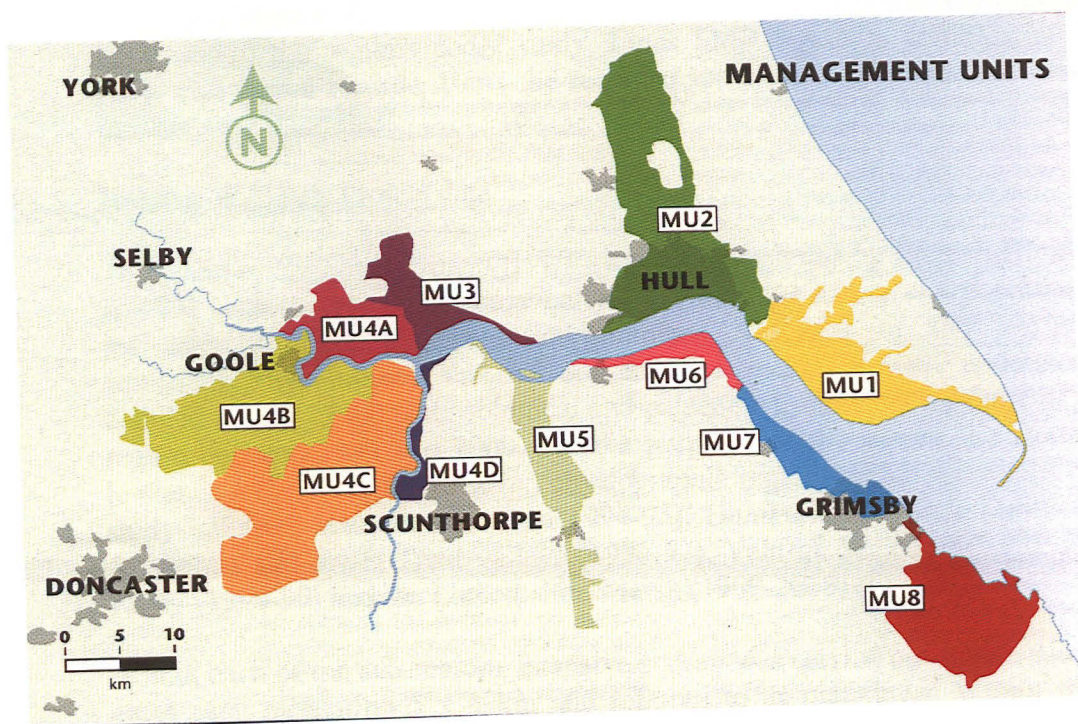 MANAGEMENT UNITS
YORK
N
MU2
SELBY
HULL
MU3
MU4A
GOOLE
MU6
MU1
MU4B
MU5
MU7
MU4C
MU4D
GRIMSBY
SCUNTHORPE
DONCASTER
MU8
0 5 10
km